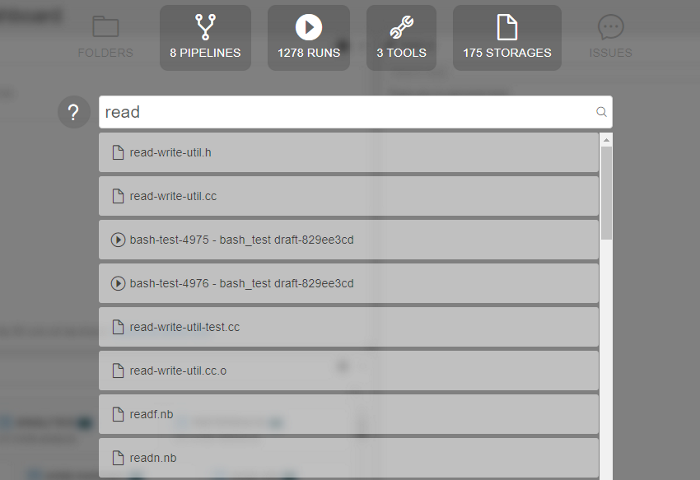 FOLDERS
8 PIPELINES
1278 RUNS
3 TOOLS
175 STORAGES
ISSUES
?
read
read-write-util.h
read-write-util.cc
bash-test-4975 - bash_test draft-829ee3cd
bash-test-4976 - bash_test draft-829ee3cd
read-write-util-test.cc
read-write-util.cc.o
readf.nb
readn.nb